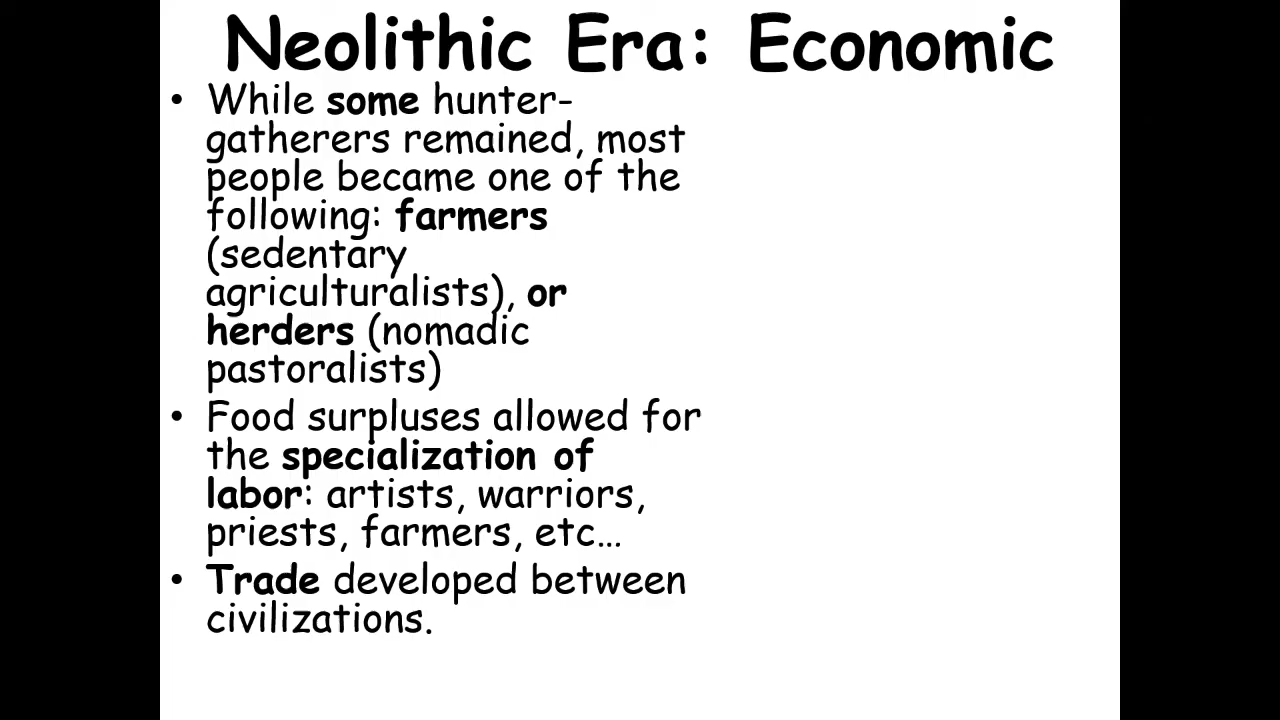 Neolithic Era: Economic
• While some hunter-
gatherers remained, most
people became one of the
following: farmers
(sedentary
agriculturalists), or
herders (nomadic
pastoralists)
• Food surpluses allowed for
the specialization of
labor: artists, warriors,
priests, farmers, etc…
• Trade developed between
civilizations.